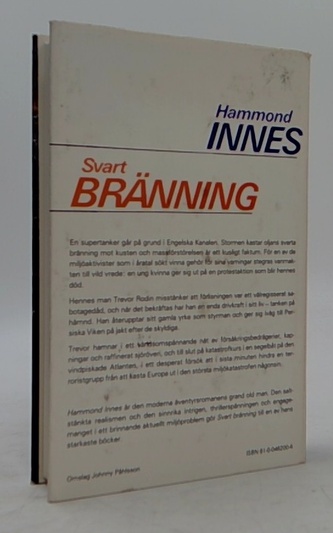 Hammond
INNES
Svart
BRÄNNING
En supertanker går på grund i Engelska Kanalen. Stormen kastar oljans svarta
bränning mot kusten och massförstörelsen är ett kusligt faktum. För en av de
miljöaktivister som i åratal sökt vinna gehör för sina varningar stegras vanmak-
ten till vild vrede: en ung kvinna ger sig ut på en protestaktion som blir hennes
död.
Hennes man Trevor Rodin misstänker att förlisningen var ett välregisserat sa-
botagedåd, och när det bekräftas har han en enda drivkraft i sitt liv – tanken på
hämnd. Han återupptar sitt gamla yrke som styrman och ger sig iväg till Per-
siska Viken på jakt efter de skyldiga.
Trevor hamnar i ett nätverk av försäkringsbedrägerier, kap-
ningar och raffinerat sjöröveri, och till slut på katastrofkurs i en segelbåt på den
vindpiskade Atlanten, i ett desperat försök att i sista minuten hindra en ter-
roristgrupp från att kasta Europa ut i den största miljökatastrofen någonsin.
Hammond Innes är den moderna äventyrsromanens grand old man. Den säll-
stänkta realismen och den sinnrika intrigen, thrillerspänningen och engage-
manget i ett brinnande aktuellt miljöproblem gör Svart bränning till en av hans
starkaste böcker.
Omslag Johnny Påhlsson
ISBN 91-0-046200-4